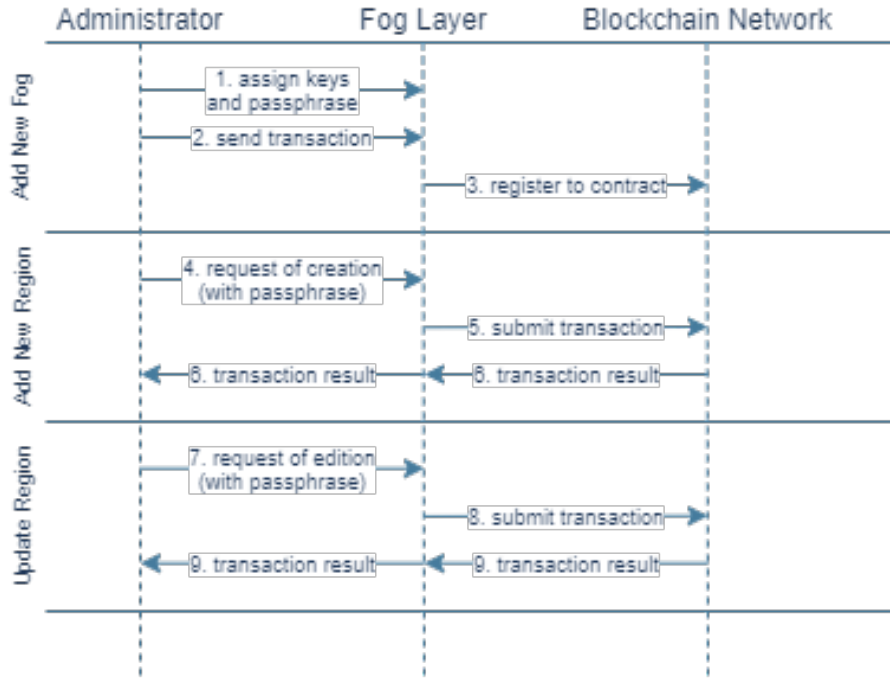 Administrator
Fog Layer
Blockchain Network
Add New Fog
1. assign keys
and passphrase
2. send transaction
3. register to contract
Add New Region
4. request of creation
(with passphrase)
5. submit transaction
6. transaction result
6. transaction result
Update Region
7. request of edition
(with passphrase)
8. submit transaction
9. transaction result
9. transaction result